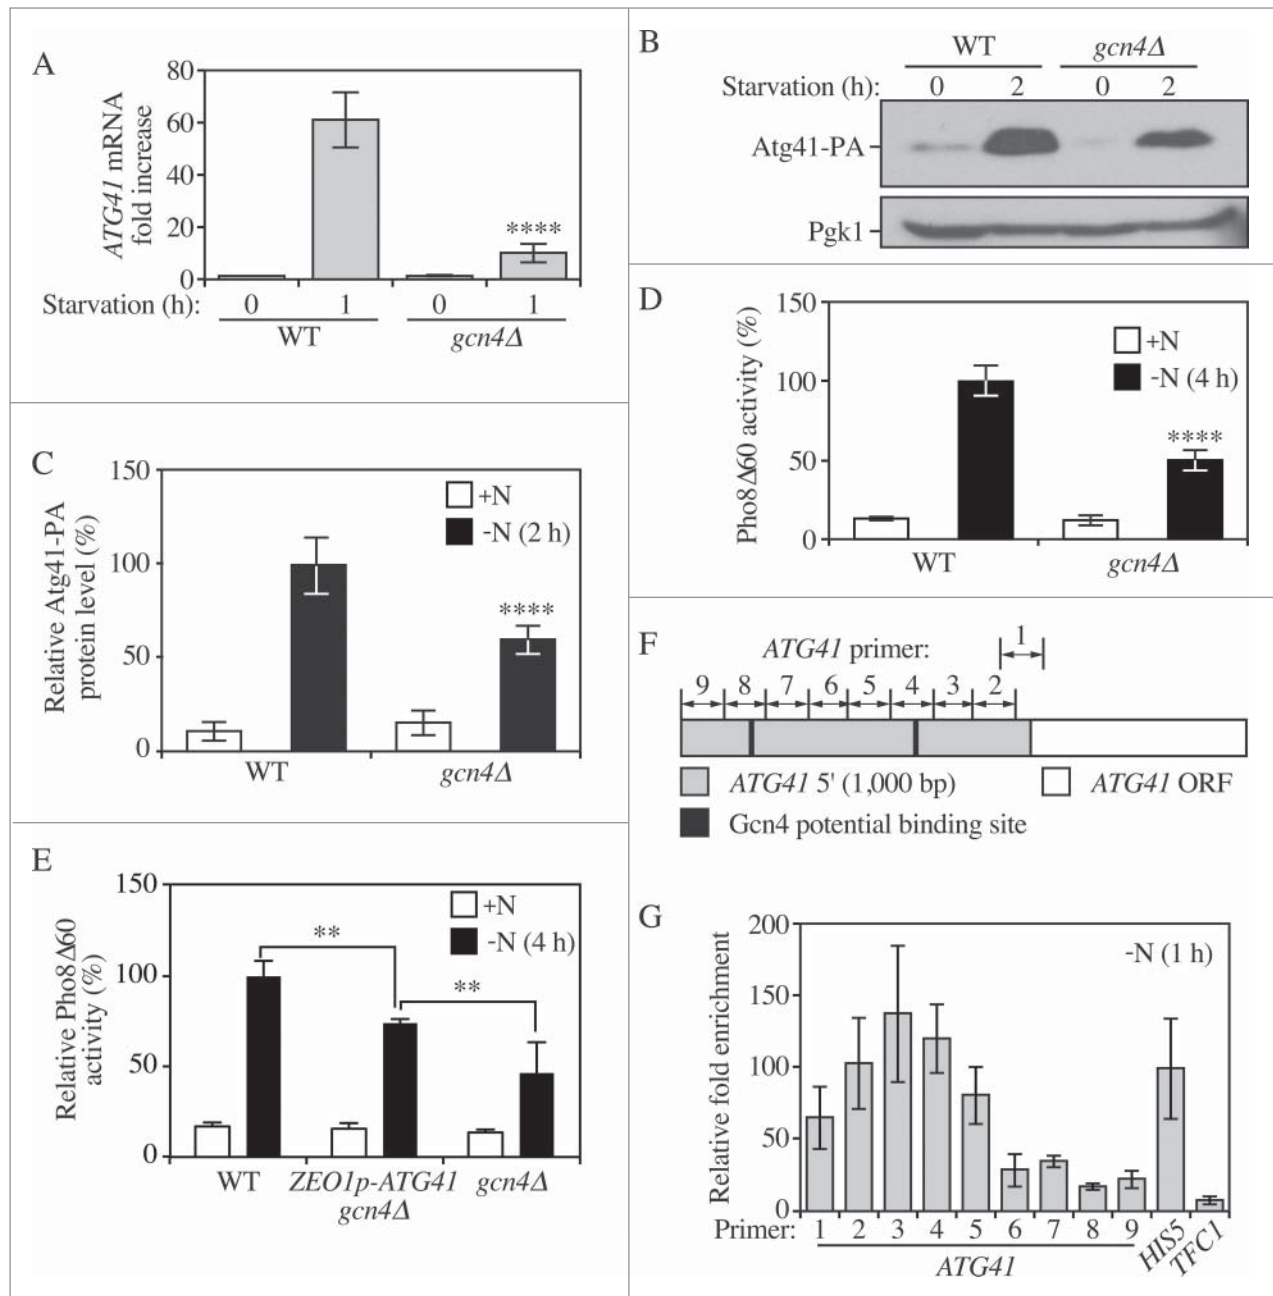 A
80
60
40
20
0
ATG41 mRNA
fold increase
****
Starvation (h): 0 1 0 1
WT gcn4Δ
B
WT gcn4Δ
Starvation (h): 0 2 0 2
Atg41-PA
Pgk1
C
150
100
50
0
Relative Atg41-PA
protein level (%)
+N
-N (2 h)
****
WT gcn4Δ
D
150
100
50
0
Pho8Δ60 activity (%)
+N
-N (4 h)
****
WT gcn4Δ
E
150
100
50
0
Relative Pho8Δ60
activity (%)
+N
-N (4 h)
**
**
WT ZEO1p-ATG41 gcn4Δ
gcn4Δ
F
ATG41 primer: 1
9 8 7 6 5 4 3 2
ATG41 5' (1,000 bp) ATG41 ORF
Gcn4 potential binding site
G
200
150
100
50
0
Relative fold enrichment
-N (1 h)
Primer: 1 2 3 4 5 6 7 8 9 HIS5 TFC1
ATG41